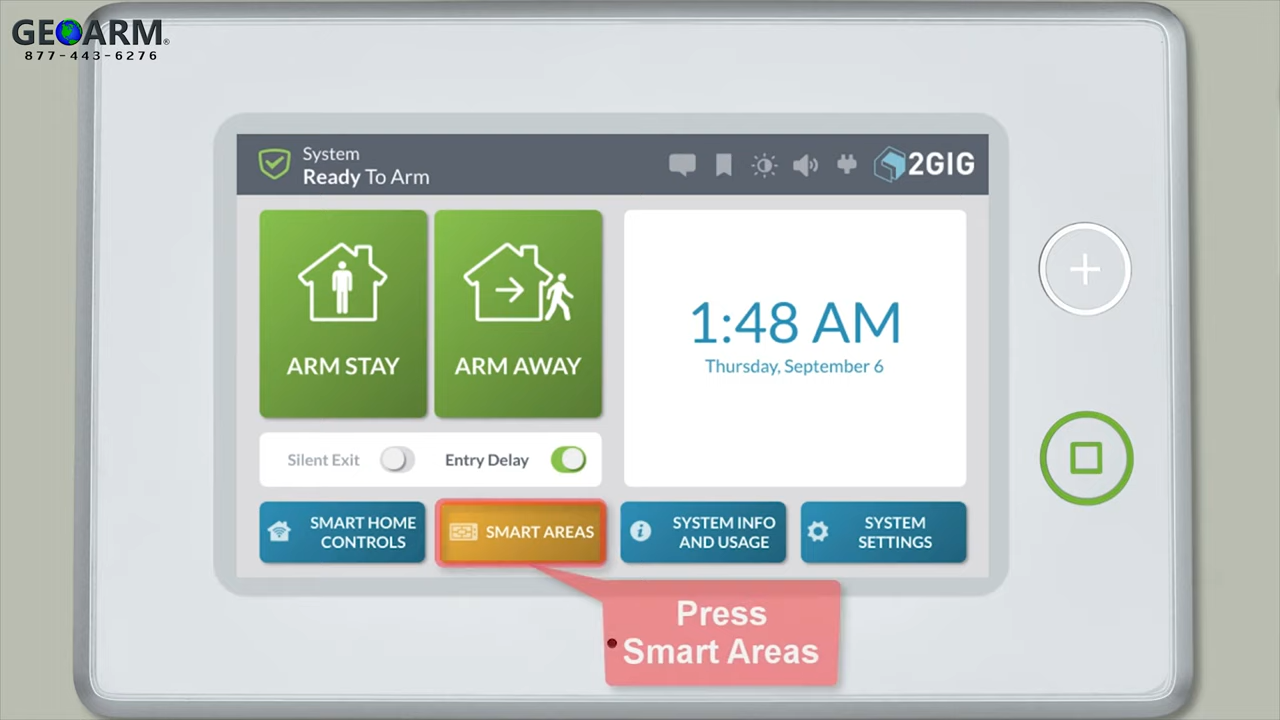 GEOARM®
877-443-6276
System
Ready To Arm
2GIG
ARM STAY
ARM AWAY
1:48 AM
Thursday, September 6
Silent Exit
Entry Delay
SMART HOME
CONTROLS
SMART AREAS
SYSTEM INFO
AND USAGE
SYSTEM
SETTINGS
Press
Smart Areas